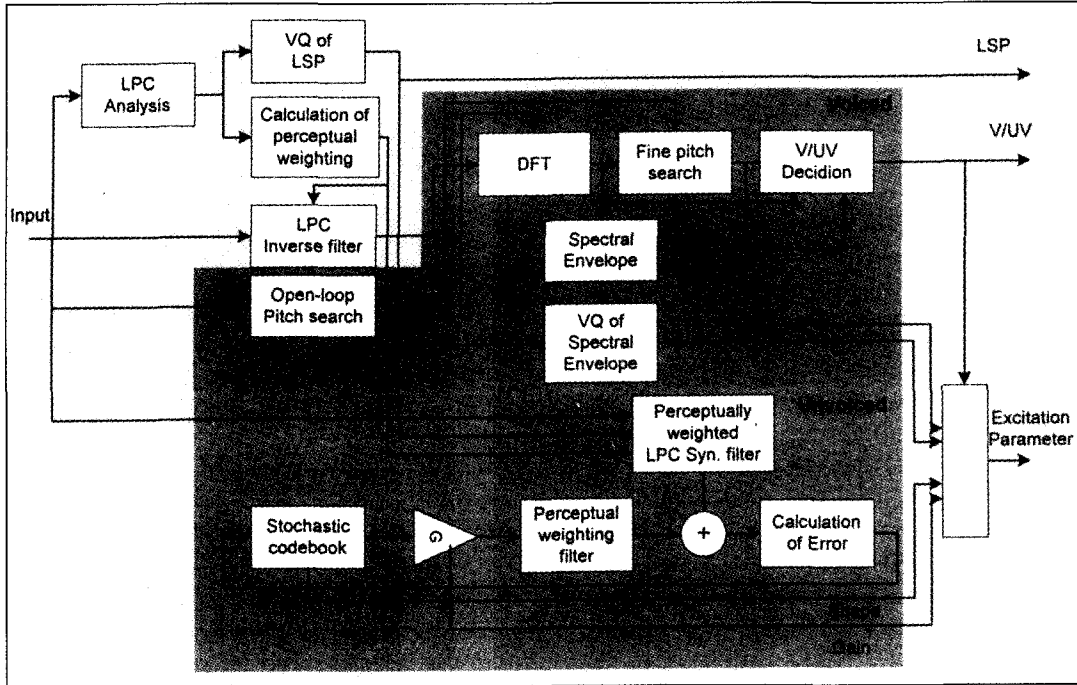 VQ of
LSP
LSP
LPC
Analysis
Calculation of
perceptual
weighting
Voiced
V/UV
DFT
Fine pitch
search
V/UV
Decidion
Input
LPC
Inverse filter
Spectral
Envelope
Open-loop
Pitch search
VQ of
Spectral
Envelope
Unvoiced
Perceptually
weighted
LPC Syn. filter
Excitation
Parameter
Stochastic
codebook
G
Perceptual
weighting
filter
+
Calculation
of Error
Shape
Gain